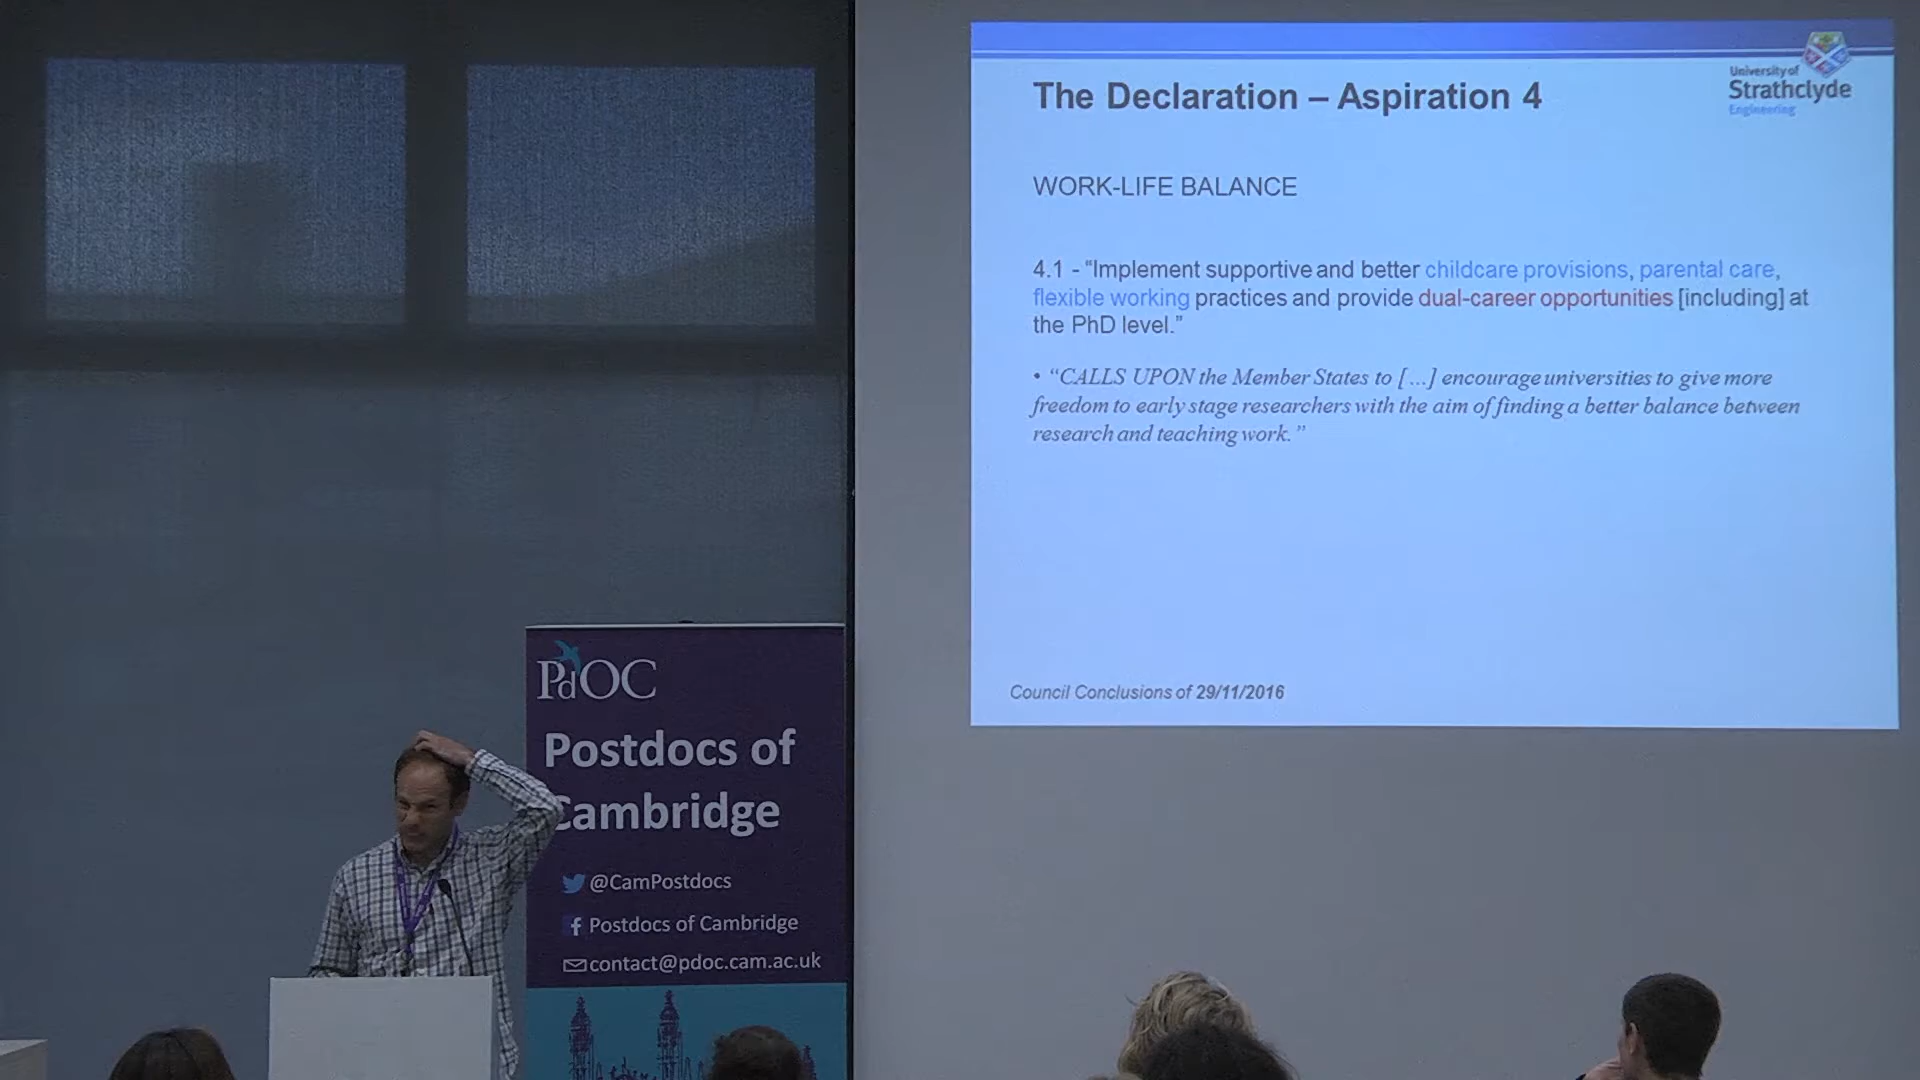 University of
Strathclyde
Engineering
The Declaration – Aspiration 4
WORK-LIFE BALANCE
4.1 - “Implement supportive and better childcare provisions, parental care,
flexible working practices and provide dual-career opportunities [including] at
the PhD level.”
• “CALLS UPON the Member States to […] encourage universities to give more
freedom to early stage researchers with the aim of finding a better balance between
research and teaching work.”
Council Conclusions of 29/11/2016
PdOC
Postdocs of
Cambridge
@CamPostdocs
f Postdocs of Cambridge
contact@pdoc.cam.ac.uk